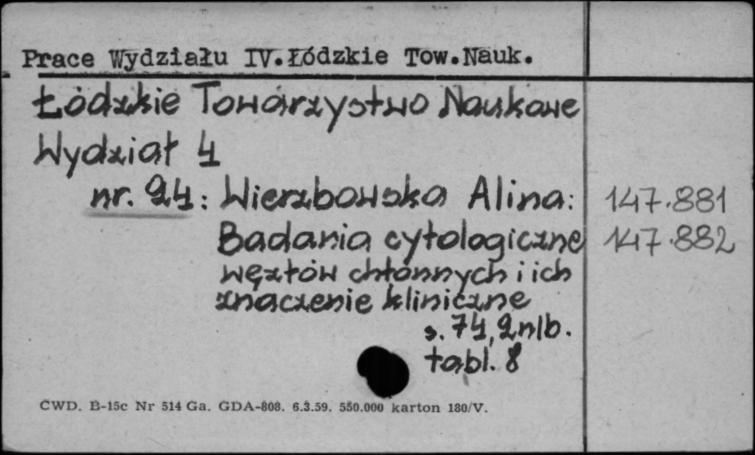 Prace Wydziału IV.Łódzkie Tow.Nauk.
Łódzkie Towarzystwo Naukowe
Wydział 4
nr. 24: Wierzbowska Alina: 147.881
Badania cytologiczne 147.882
węzłów chłonnych i ich
znaczenie kliniczne
s. 74, 2nlb.
tabl. 8
CWD. B-15c Nr 514 Ga. GDA-808. 6.3.59. 550.000 karton 180/V.